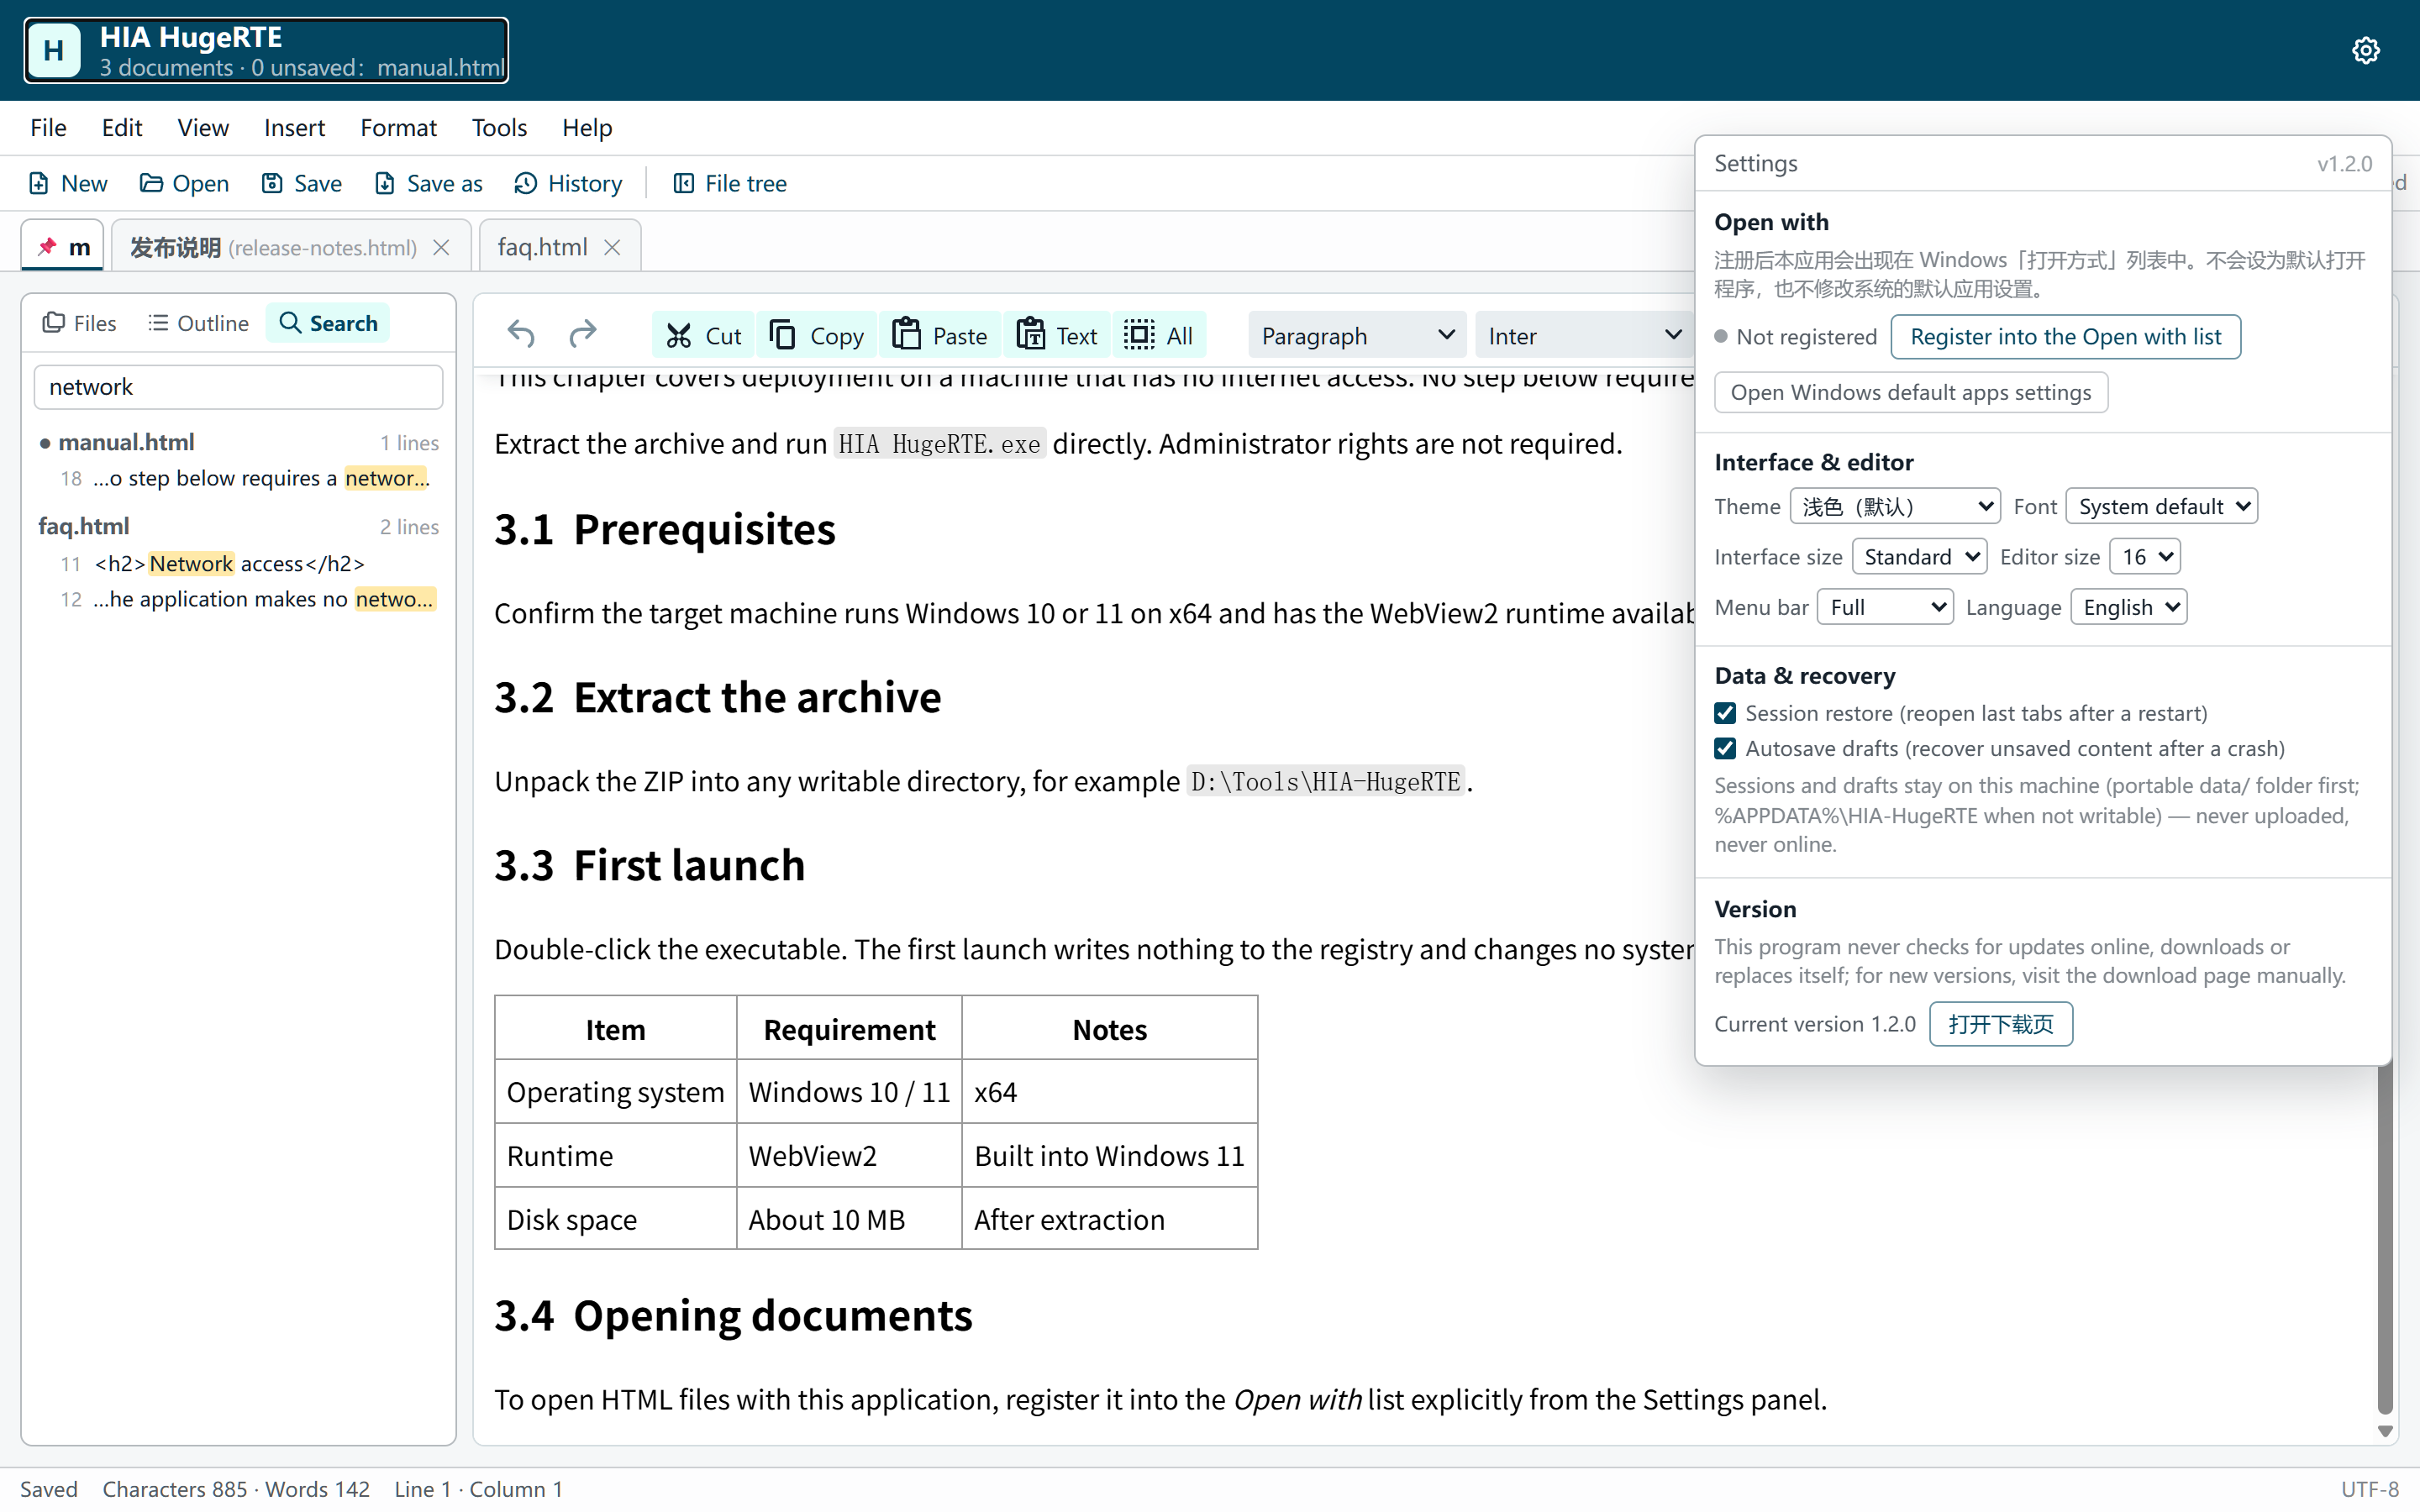 H
HIA HugeRTE
3 documents · 0 unsaved：manual.html
File Edit View Insert Format Tools Help
New Open Save Save as History File tree
m
发布说明 (release-notes.html)
faq.html
Files Outline Search
network
manual.html 1 lines
18 ...o step below requires a networ...
faq.html 2 lines
11 <h2>Network access</h2>
12 ...he application makes no netwo...
Cut Copy Paste Text All Paragraph Inter
This chapter covers deployment on a machine that has no internet access. No step below require
Extract the archive and run HIA HugeRTE.exe directly. Administrator rights are not required.
3.1 Prerequisites
Confirm the target machine runs Windows 10 or 11 on x64 and has the WebView2 runtime availab
3.2 Extract the archive
Unpack the ZIP into any writable directory, for example D:\Tools\HIA-HugeRTE.
3.3 First launch
Double-click the executable. The first launch writes nothing to the registry and changes no system
Item Requirement Notes
Operating system Windows 10 / 11 x64
Runtime WebView2 Built into Windows 11
Disk space About 10 MB After extraction
3.4 Opening documents
To open HTML files with this application, register it into the Open with list explicitly from the Settings panel.
Settings v1.2.0
Open with
注册后本应用会出现在 Windows「打开方式」列表中。不会设为默认打开
程序，也不修改系统的默认应用设置。
Not registered Register into the Open with list
Open Windows default apps settings
Interface & editor
Theme 浅色（默认） Font System default
Interface size Standard Editor size 16
Menu bar Full Language English
Data & recovery
Session restore (reopen last tabs after a restart)
Autosave drafts (recover unsaved content after a crash)
Sessions and drafts stay on this machine (portable data/ folder first;
%APPDATA%\HIA-HugeRTE when not writable) — never uploaded,
never online.
Version
This program never checks for updates online, downloads or
replaces itself; for new versions, visit the download page manually.
Current version 1.2.0 打开下载页
Saved Characters 885 · Words 142 Line 1 · Column 1 UTF-8